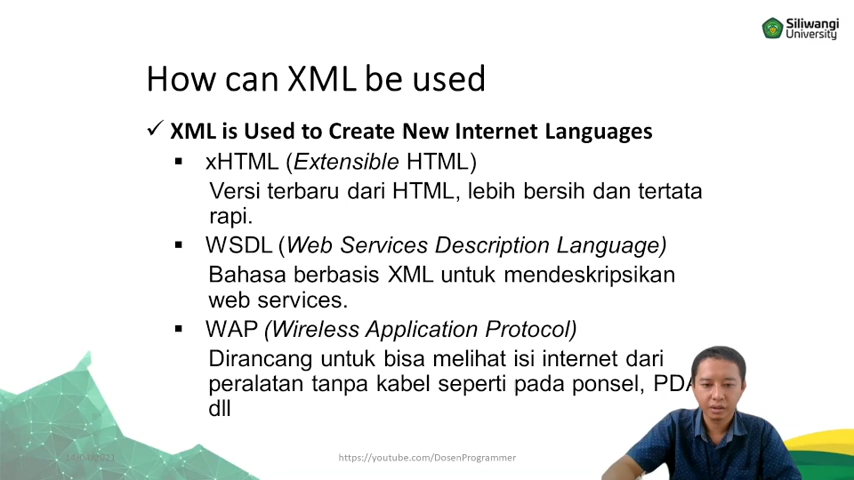 Siliwangi
University
How can XML be used
✓ XML is Used to Create New Internet Languages
▪ xHTML (Extensible HTML)
Versi terbaru dari HTML, lebih bersih dan tertata
rapi.
▪ WSDL (Web Services Description Language)
Bahasa berbasis XML untuk mendeskripsikan
web services.
▪ WAP (Wireless Application Protocol)
Dirancang untuk bisa melihat isi internet dari
peralatan tanpa kabel seperti pada ponsel, PDA
dll
https://youtube.com/DosenProgrammer